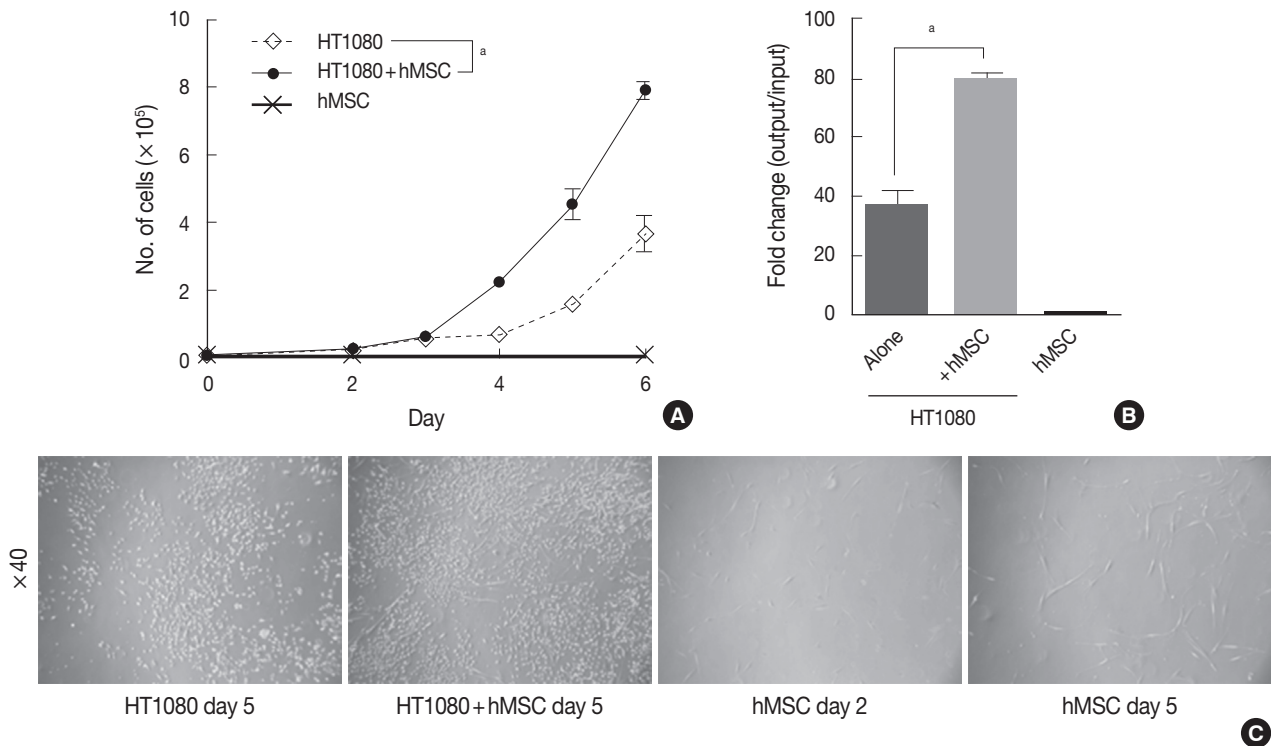 10
8
6
4
2
0
No. of cells (×10⁵)
HT1080
HT1080+hMSC
hMSC
a
0 2 4 6
Day
A
100
80
60
40
20
0
Fold change (output/input)
a
Alone
+hMSC
hMSC
HT1080
B
×40
HT1080 day 5
HT1080+hMSC day 5
hMSC day 2
hMSC day 5
C